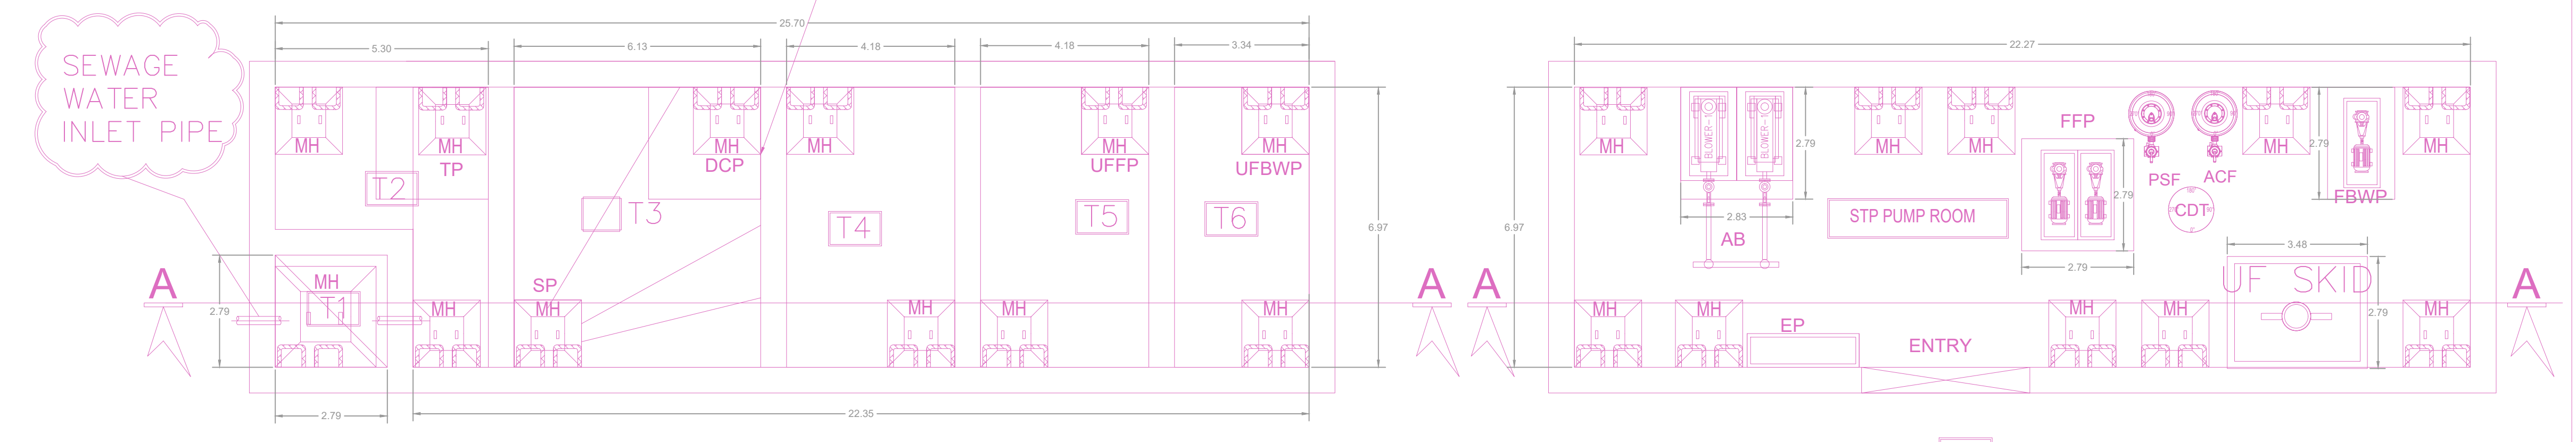 SEWAGE
WATER
INLET PIPE
25.70
5.30
6.13
4.18
4.18
3.34
MH
MH
TP
MH
DCP
MH
MH
UFFP
MH
UFBWP
T2
T3
T4
T5
T6
6.97
A
2.79
MH
T1
MH
SP
MH
MH
MH
MH
A
2.79
22.35
22.27
6.97
MH
BLOWER-1
BLOWER-1
2.79
2.83
AB
MH
MH
STP PUMP ROOM
FFP
2.79
2.79
PSF
ACF
CDT
MH
2.79
FBWP
MH
3.48
UF SKID
2.79
A
MH
MH
EP
ENTRY
MH
MH
MH
A